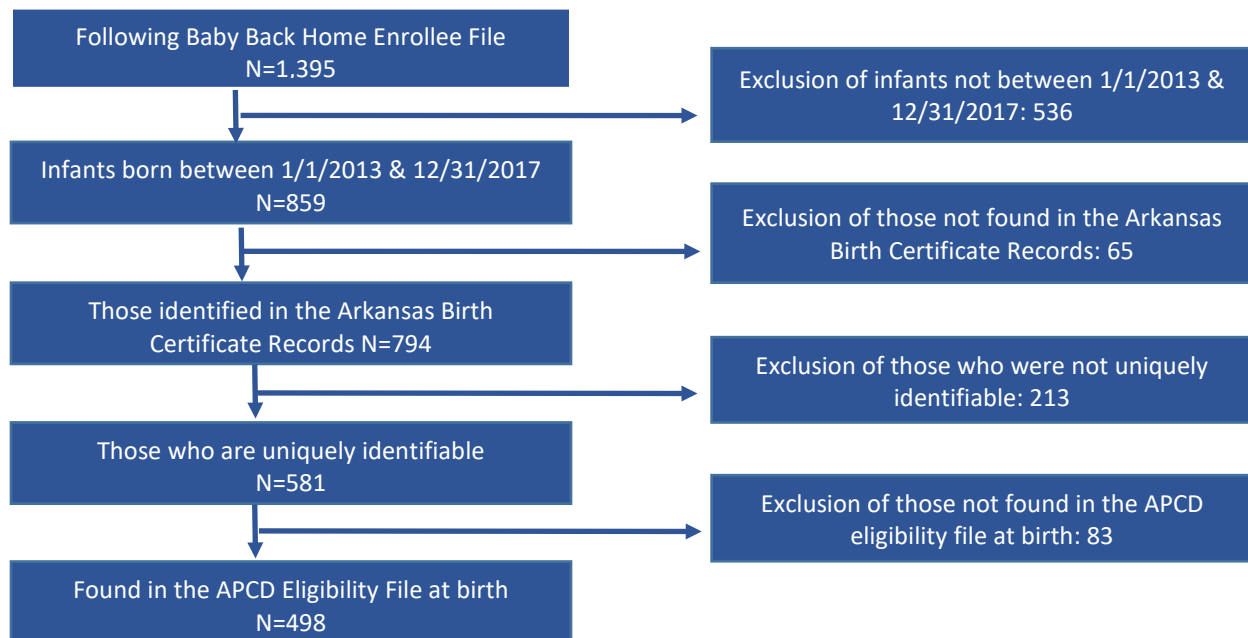 Following Baby Back Home Enrollee File
N=1,395
Exclusion of infants not between 1/1/2013 &
12/31/2017: 536
Infants born between 1/1/2013 & 12/31/2017
N=859
Exclusion of those not found in the Arkansas
Birth Certificate Records: 65
Those identified in the Arkansas Birth
Certificate Records N=794
Exclusion of those who were not uniquely
identifiable: 213
Those who are uniquely identifiable
N=581
Exclusion of those not found in the APCD
eligibility file at birth: 83
Found in the APCD Eligibility File at birth
N=498